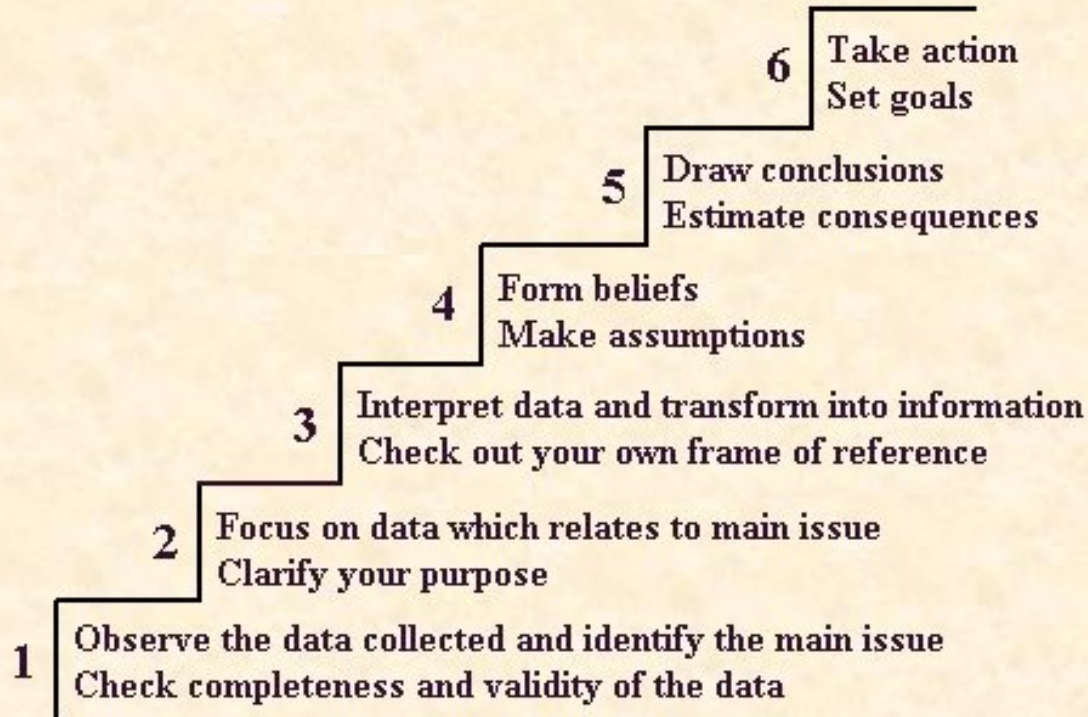 6
Take action
Set goals
5
Draw conclusions
Estimate consequences
4
Form beliefs
Make assumptions
3
Interpret data and transform into information
Check out your own frame of reference
2
Focus on data which relates to main issue
Clarify your purpose
1
Observe the data collected and identify the main issue
Check completeness and validity of the data